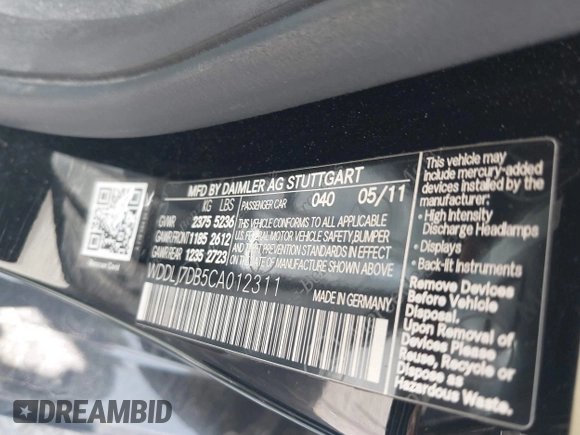 MFD BY DAIMLER AG STUTTGART
KG LBS PASSENGER CAR 040 05/11
GVWR 2375 5236
GAWR FRONT 1185 2612
GAWR REAR 1235 2723
THIS VEHICLE CONFORMS TO ALL APPLICABLE
U.S. FEDERAL MOTOR VEHICLE SAFETY, BUMPER
AND THEFT PREVENTION STANDARDS IN EFFECT
ON THE DATE OF MANUFACTURE SHOWN ABOVE
WDDLJ7DB5CA012311
MADE IN GERMANY
This vehicle may
include mercury-added
devices installed by the
manufacturer:
• High Intensity
Discharge Headlamps
• Displays
• Back-lit Instruments
Remove Devices
Before Vehicle
Disposal.
Upon Removal of
Devices Please
Reuse, Recycle or
Dispose as
Hazardous Waste.
DREAMBID